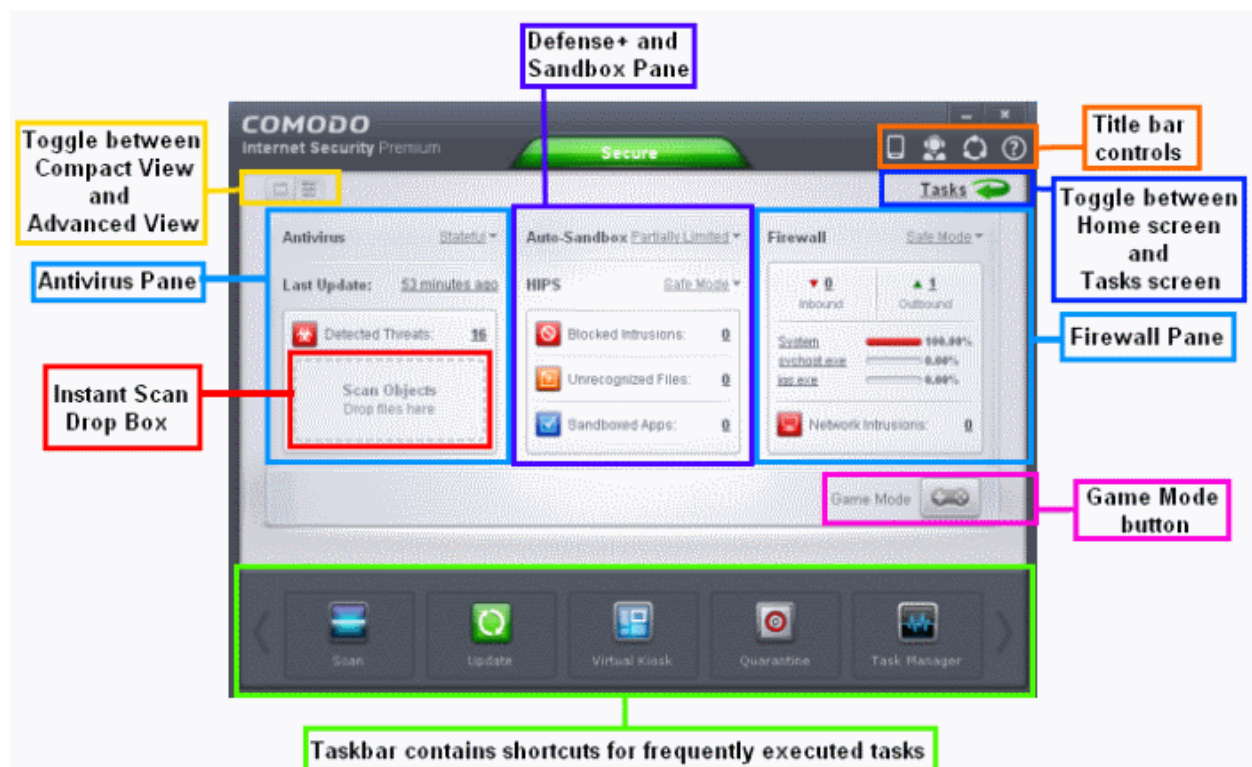 Defense+ and
Sandbox Pane
Toggle between
Compact View
and
Advanced View
COMODO
Internet Security Premium
Secure
Title bar
controls
Tasks
Toggle between
Home screen
and
Tasks screen
Antivirus Pane
Antivirus Stateful
Last Update: 53 minutes ago
Detected Threats: 16
Scan Objects
Drop files here
Instant Scan
Drop Box
Auto-Sandbox Partially Limited
HIPS Safe Mode
Blocked Intrusions: 0
Unrecognized Files: 0
Sandboxed Apps: 0
Firewall Safe Mode
0 1
Inbound Outbound
System 100.00%
svchost.exe 0.00%
0.00%
Network Intrusions: 0
Firewall Pane
Game Mode
Game Mode
button
Scan
Update
Virtual Kiosk
Quarantine
Task Manager
Taskbar contains shortcuts for frequently executed tasks